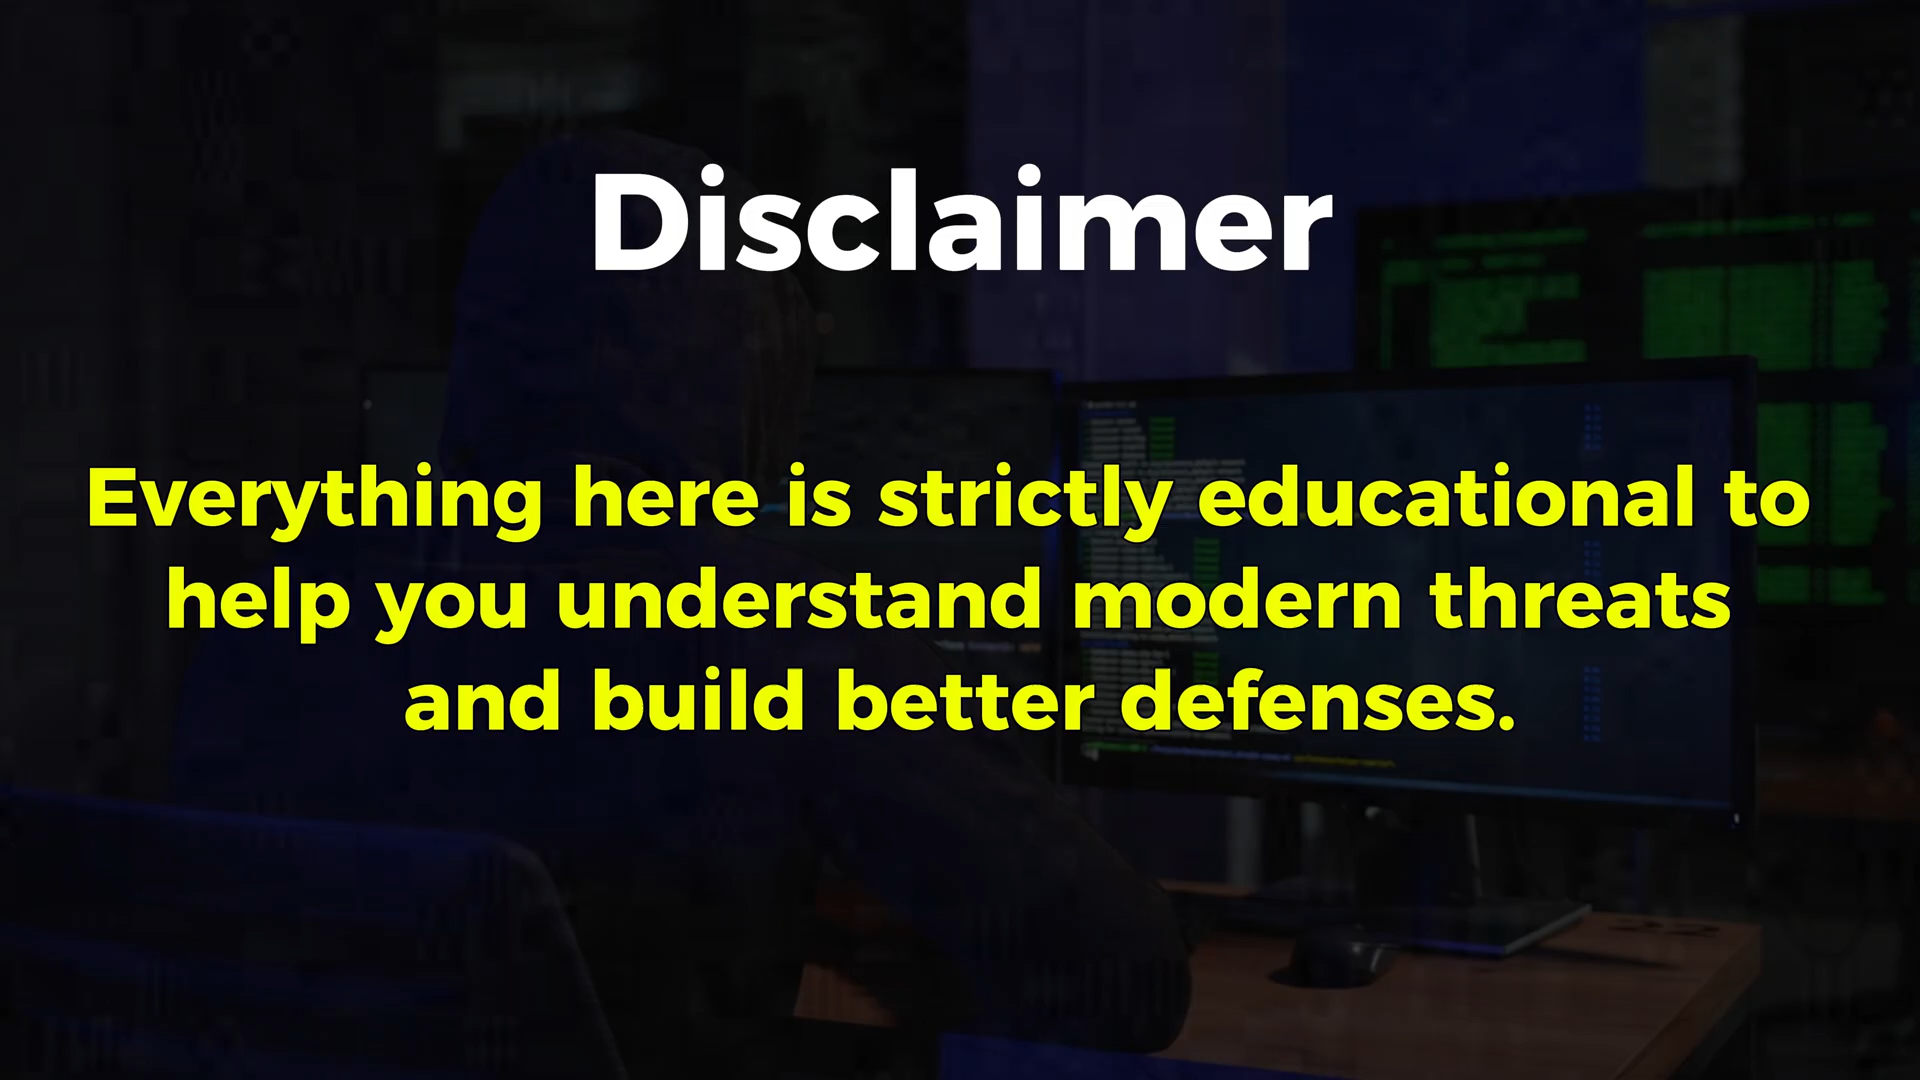 Disclaimer
Everything here is strictly educational to
help you understand modern threats
and build better defenses.